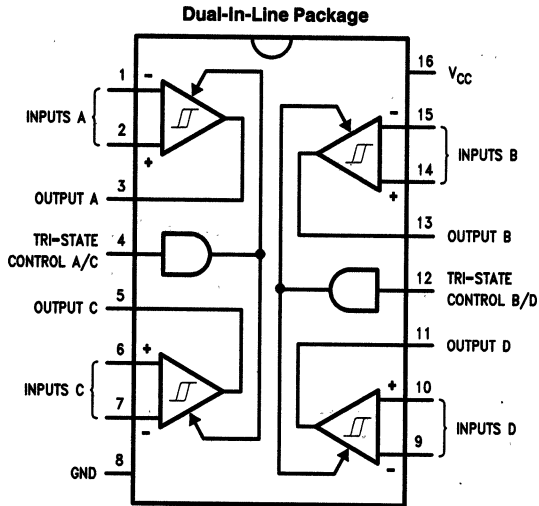 Dual-In-Line Package
1
-
INPUTS A
2
+
OUTPUT A
3
TRI-STATE
CONTROL A/C
4
OUTPUT C
5
6
+
INPUTS C
7
-
GND
8
16
VCC
-
15
INPUTS B
14
+
13
OUTPUT B
12
TRI-STATE
CONTROL B/D
11
OUTPUT D
+
10
INPUTS D
9
-